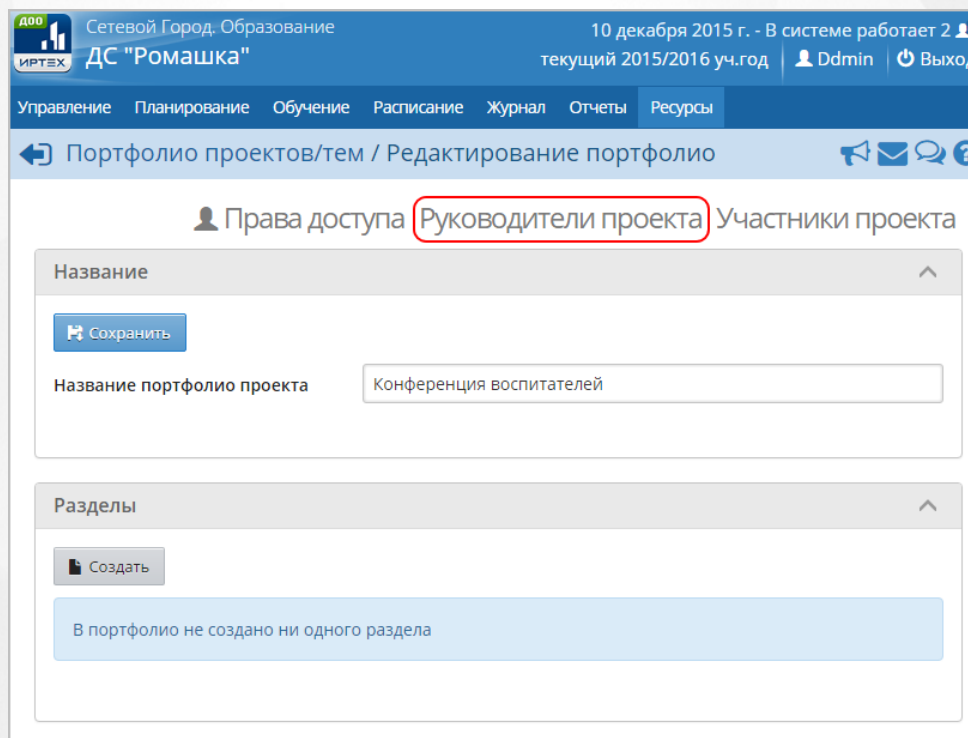 ДОО
ИРТЕХ
Сетевой Город. Образование
ДС "Ромашка"
10 декабря 2015 г. - В системе работает 2
текущий 2015/2016 уч.год Ddmin Выход
Управление Планирование Обучение Расписание Журнал Отчеты Ресурсы
Портфолио проектов/тем / Редактирование портфолио
Права доступа Руководители проекта Участники проекта
Название
Сохранить
Название портфолио проекта Конференция воспитателей
Разделы
Создать
В портфолио не создано ни одного раздела